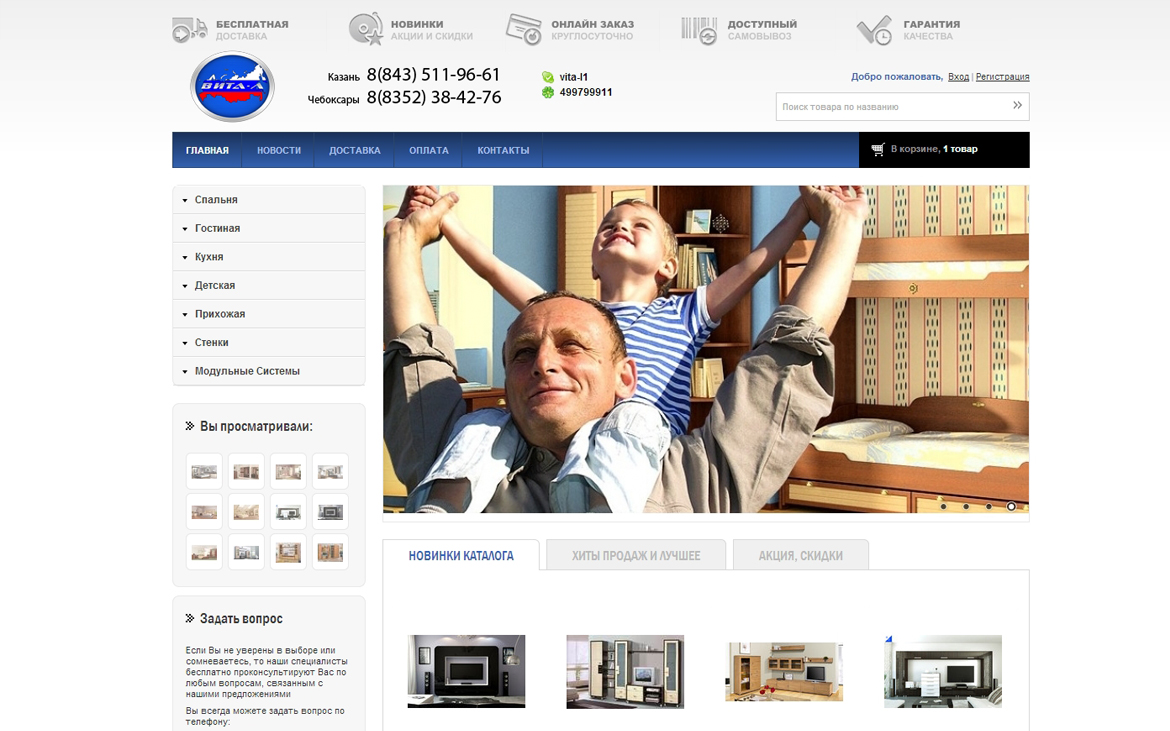 БЕСПЛАТНАЯ
ДОСТАВКА
НОВИНКИ
АКЦИИ И СКИДКИ
ОНЛАЙН ЗАКАЗ
КРУГЛОСУТОЧНО
ДОСТУПНЫЙ
САМОВЫВОЗ
ГАРАНТИЯ
КАЧЕСТВА
ВИТА-Л
Казань 8(843) 511-96-61
Чебоксары 8(8352) 38-42-76
vita-l1
499799911
Добро пожаловать, Вход | Регистрация
Поиск товара по названию
ГЛАВНАЯ НОВОСТИ ДОСТАВКА ОПЛАТА КОНТАКТЫ
В корзине, 1 товар
Спальня
Гостиная
Кухня
Детская
Прихожая
Стенки
Модульные Системы
Вы просматривали:
Задать вопрос
Если Вы не уверены в выборе или
сомневаетесь, то наши специалисты
бесплатно проконсультируют Вас по
любым вопросам, связанным с
нашими предложениями
Вы всегда можете задать вопрос по
телефону:
НОВИНКИ КАТАЛОГА ХИТЫ ПРОДАЖ И ЛУЧШЕЕ АКЦИЯ, СКИДКИ